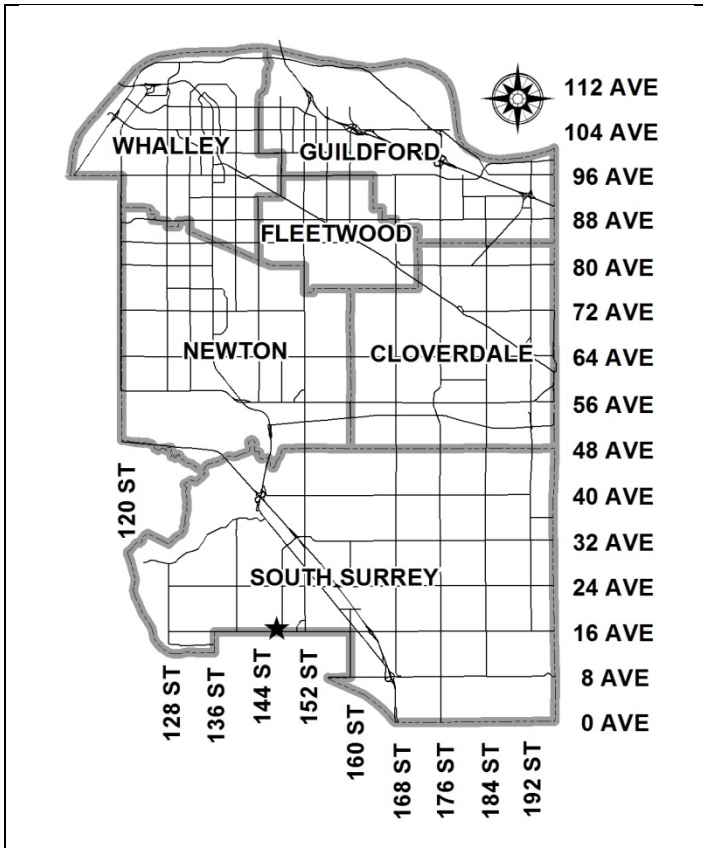 112 AVE
104 AVE
WHALLEY
GUILDFORD
96 AVE
88 AVE
FLEETWOOD
80 AVE
72 AVE
NEWTON
CLOVERDALE
64 AVE
56 AVE
48 AVE
120 ST
40 AVE
32 AVE
SOUTH SURREY
24 AVE
16 AVE
128 ST
136 ST
144 ST
152 ST
160 ST
8 AVE
0 AVE
168 ST
176 ST
184 ST
192 ST